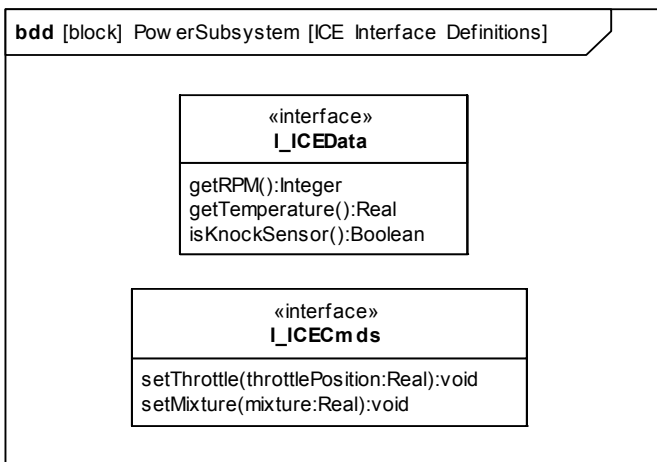 bdd [block] PowerSubsystem [ICE Interface Definitions]
«interface»
I_ICEData
getRPM():Integer
getTemperature():Real
isKnockSensor():Boolean
«interface»
I_ICECmds
setThrottle(throttlePosition:Real):void
setMixture(mixture:Real):void